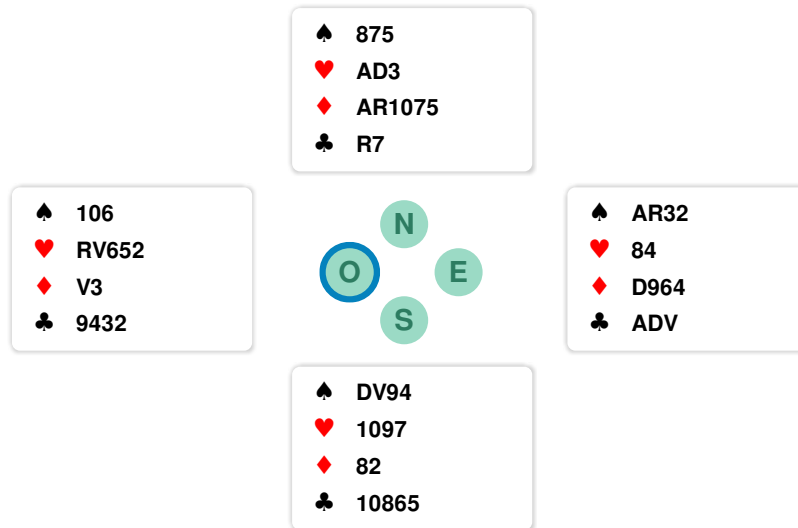 ♠ 875
♥ AD3
♦ AR1075
♣ R7
♠ 106
♥ RV652
♦ V3
♣ 9432
N
O E
S
♠ AR32
♥ 84
♦ D964
♣ ADV
♠ DV94
♥ 1097
♦ 82
♣ 10865